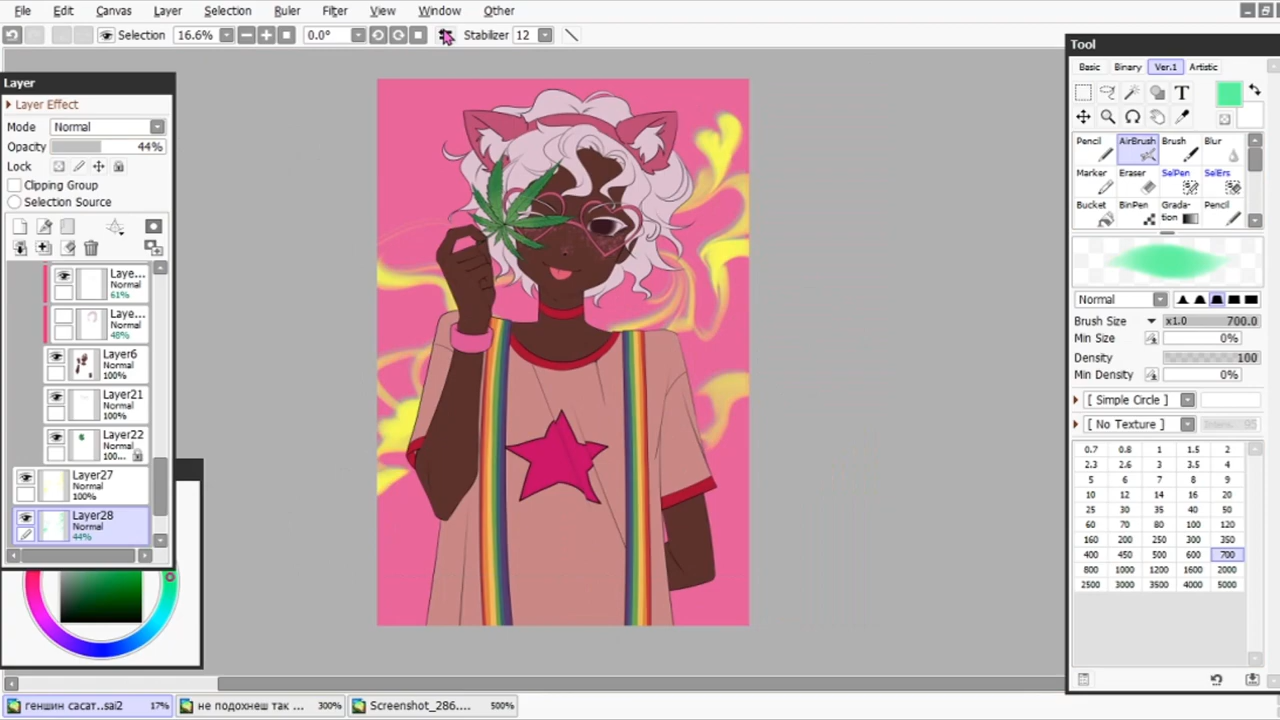 File Edit Canvas Layer Selection Ruler Filter View Window Other
Selection 16.6% 0.0° Stabilizer 12
Layer
Layer Effect
Mode Normal
Opacity 44%
Lock
Clipping Group
Selection Source
Laye...
Normal
61%
Laye...
Normal
48%
Layer6
Normal
100%
Layer21
Normal
100%
Layer22
Normal
100...
Layer27
Normal
100%
Layer28
Normal
44%
Tool
Basic Binary Ver.1 Artistic
T
Pencil AirBrush Brush Blur
Marker Eraser SelPen SelErs
Bucket BinPen Grada- Pencil
tion
Normal
Brush Size x1.0 700.0
Min Size 0%
Density 100
Min Density 0%
[ Simple Circle ]
[ No Texture ] 95
0.7 0.8 1 1.5 2
2.3 2.6 3 3.5 4
5 6 7 8 9
10 12 14 16 20
25 30 35 40 50
60 70 80 100 120
160 200 250 300 350
400 450 500 600 700
800 1000 1200 1600 2000
2500 3000 3500 4000 5000
геншин сасат..sai2 17% не подохнеш так ... 300% Screenshot_286.... 500%